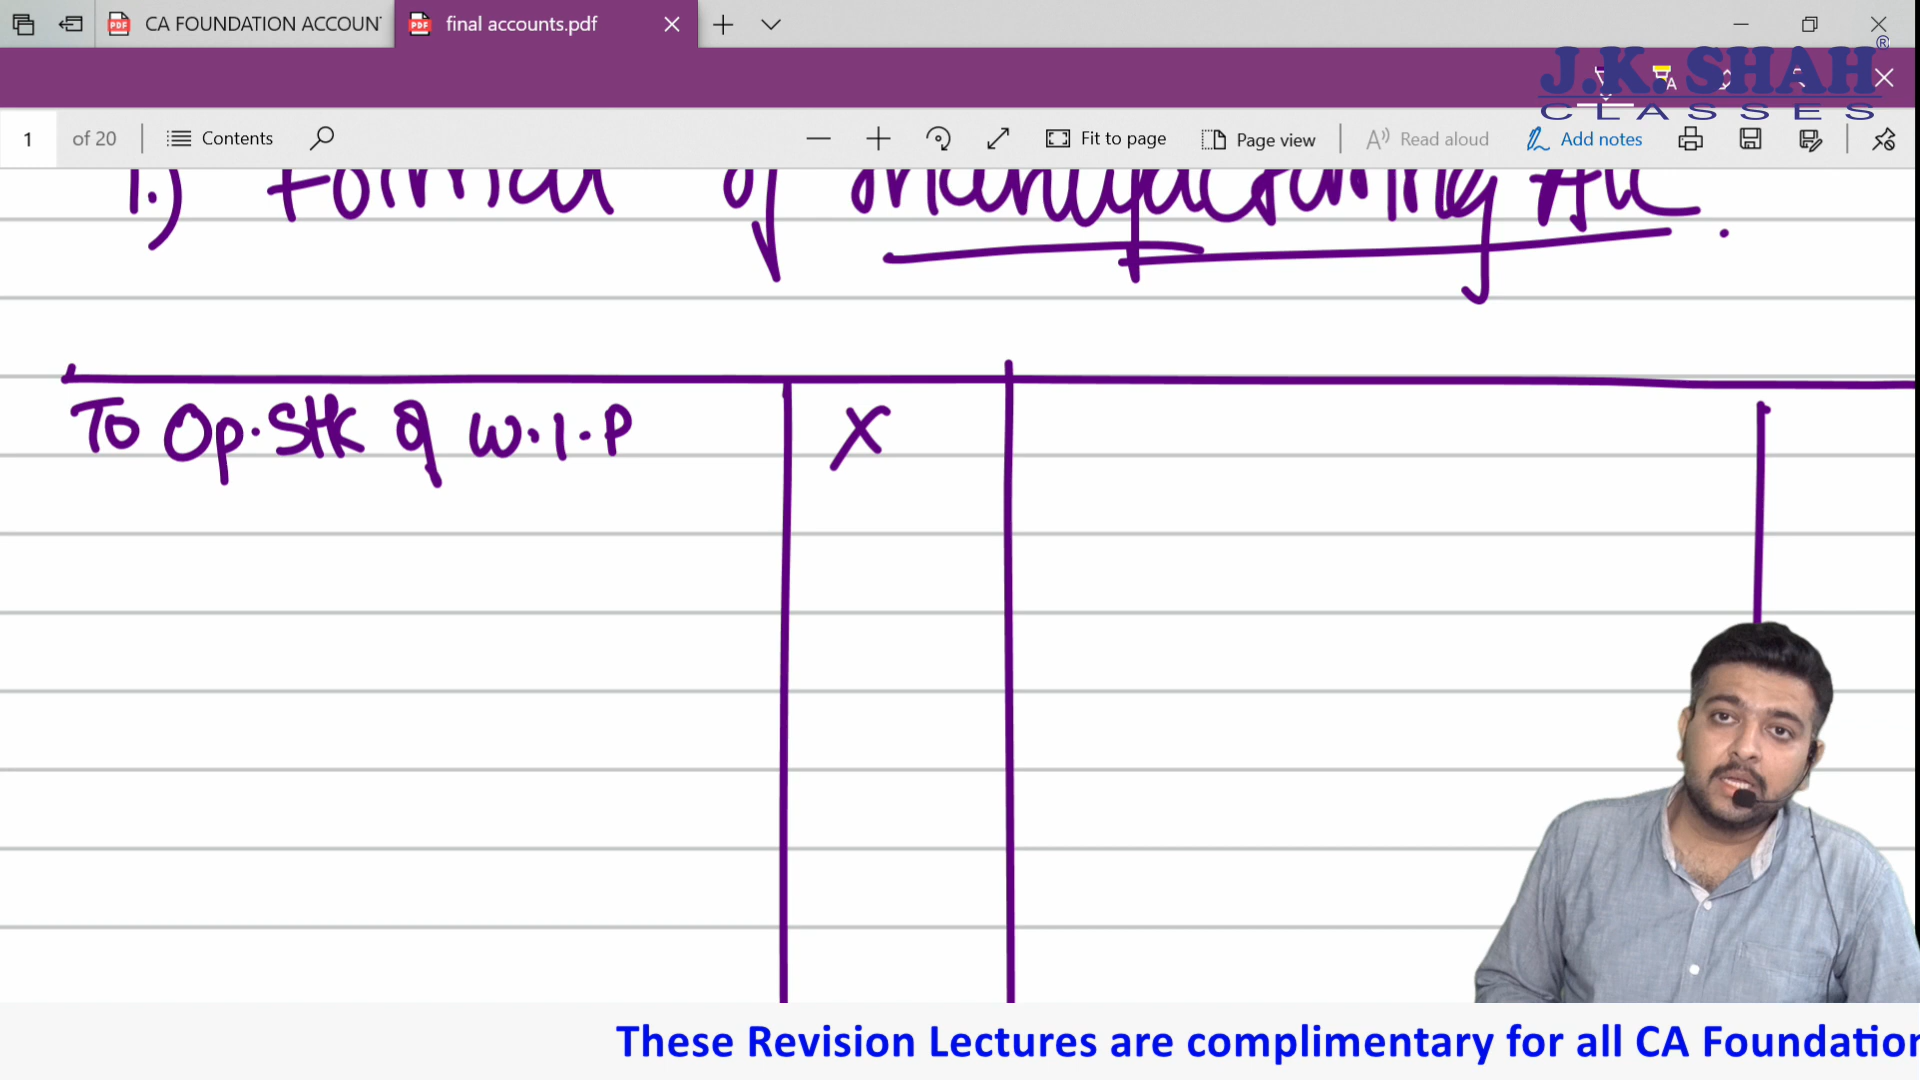 CA FOUNDATION ACCOUN
final accounts.pdf
J.K. SHAH®
CLASSES
1 of 20 Contents Fit to page Page view Read aloud Add notes
1.) Format of Manufacturing A/c.
To Op. Stk of W.I.P X
These Revision Lectures are complimentary for all CA Foundation